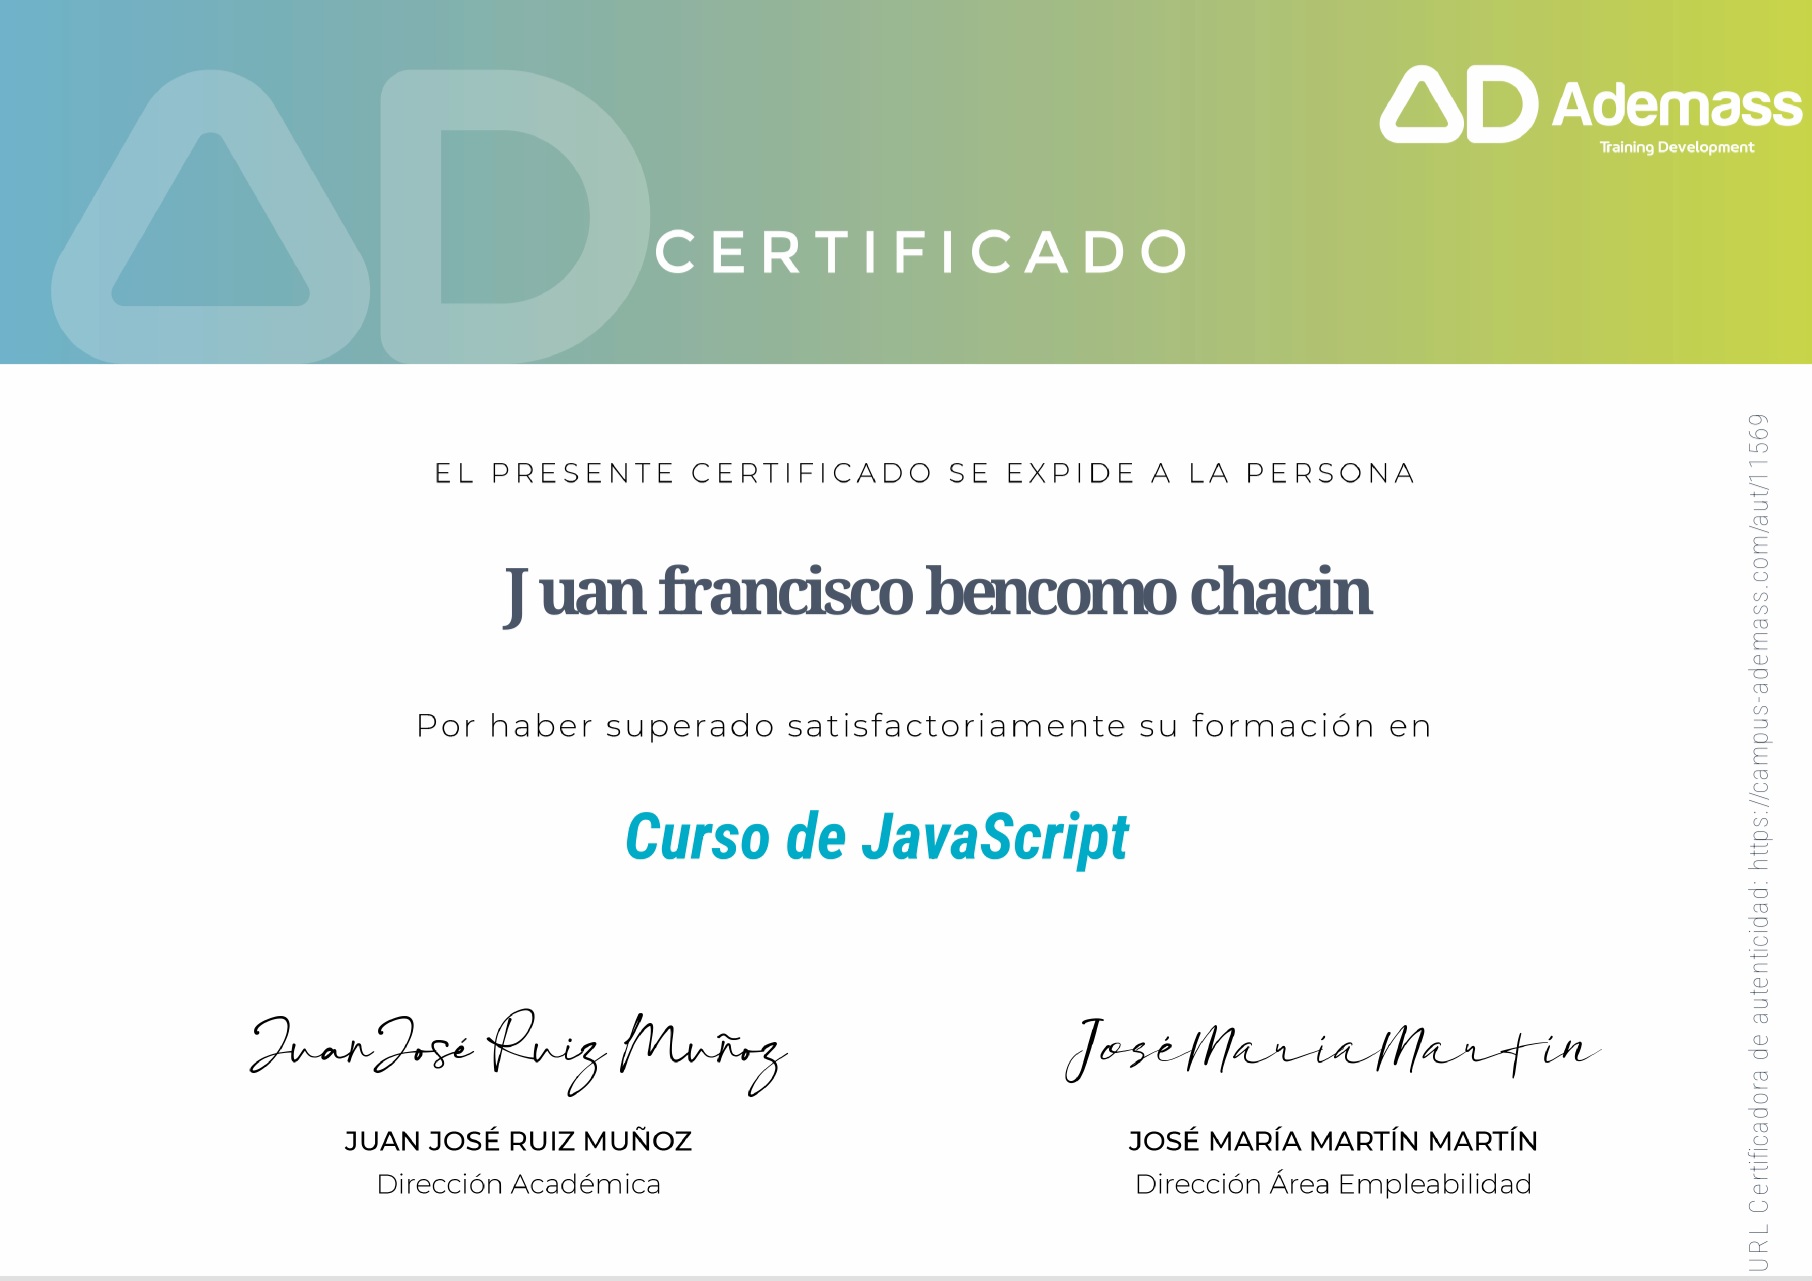 AD Ademass
Training Development
CERTIFICADO
EL PRESENTE CERTIFICADO SE EXPIDE A LA PERSONA
Juan francisco bencomo chacin
Por haber superado satisfactoriamente su formación en
Curso de JavaScript
Juan José Ruiz Muñoz
José María Martín
JUAN JOSÉ RUIZ MUÑOZ
JOSÉ MARÍA MARTÍN MARTÍN
Dirección Académica
Dirección Área Empleabilidad
URL Certificadora de autenticidad: https://campus-ademass.com/aut/11569